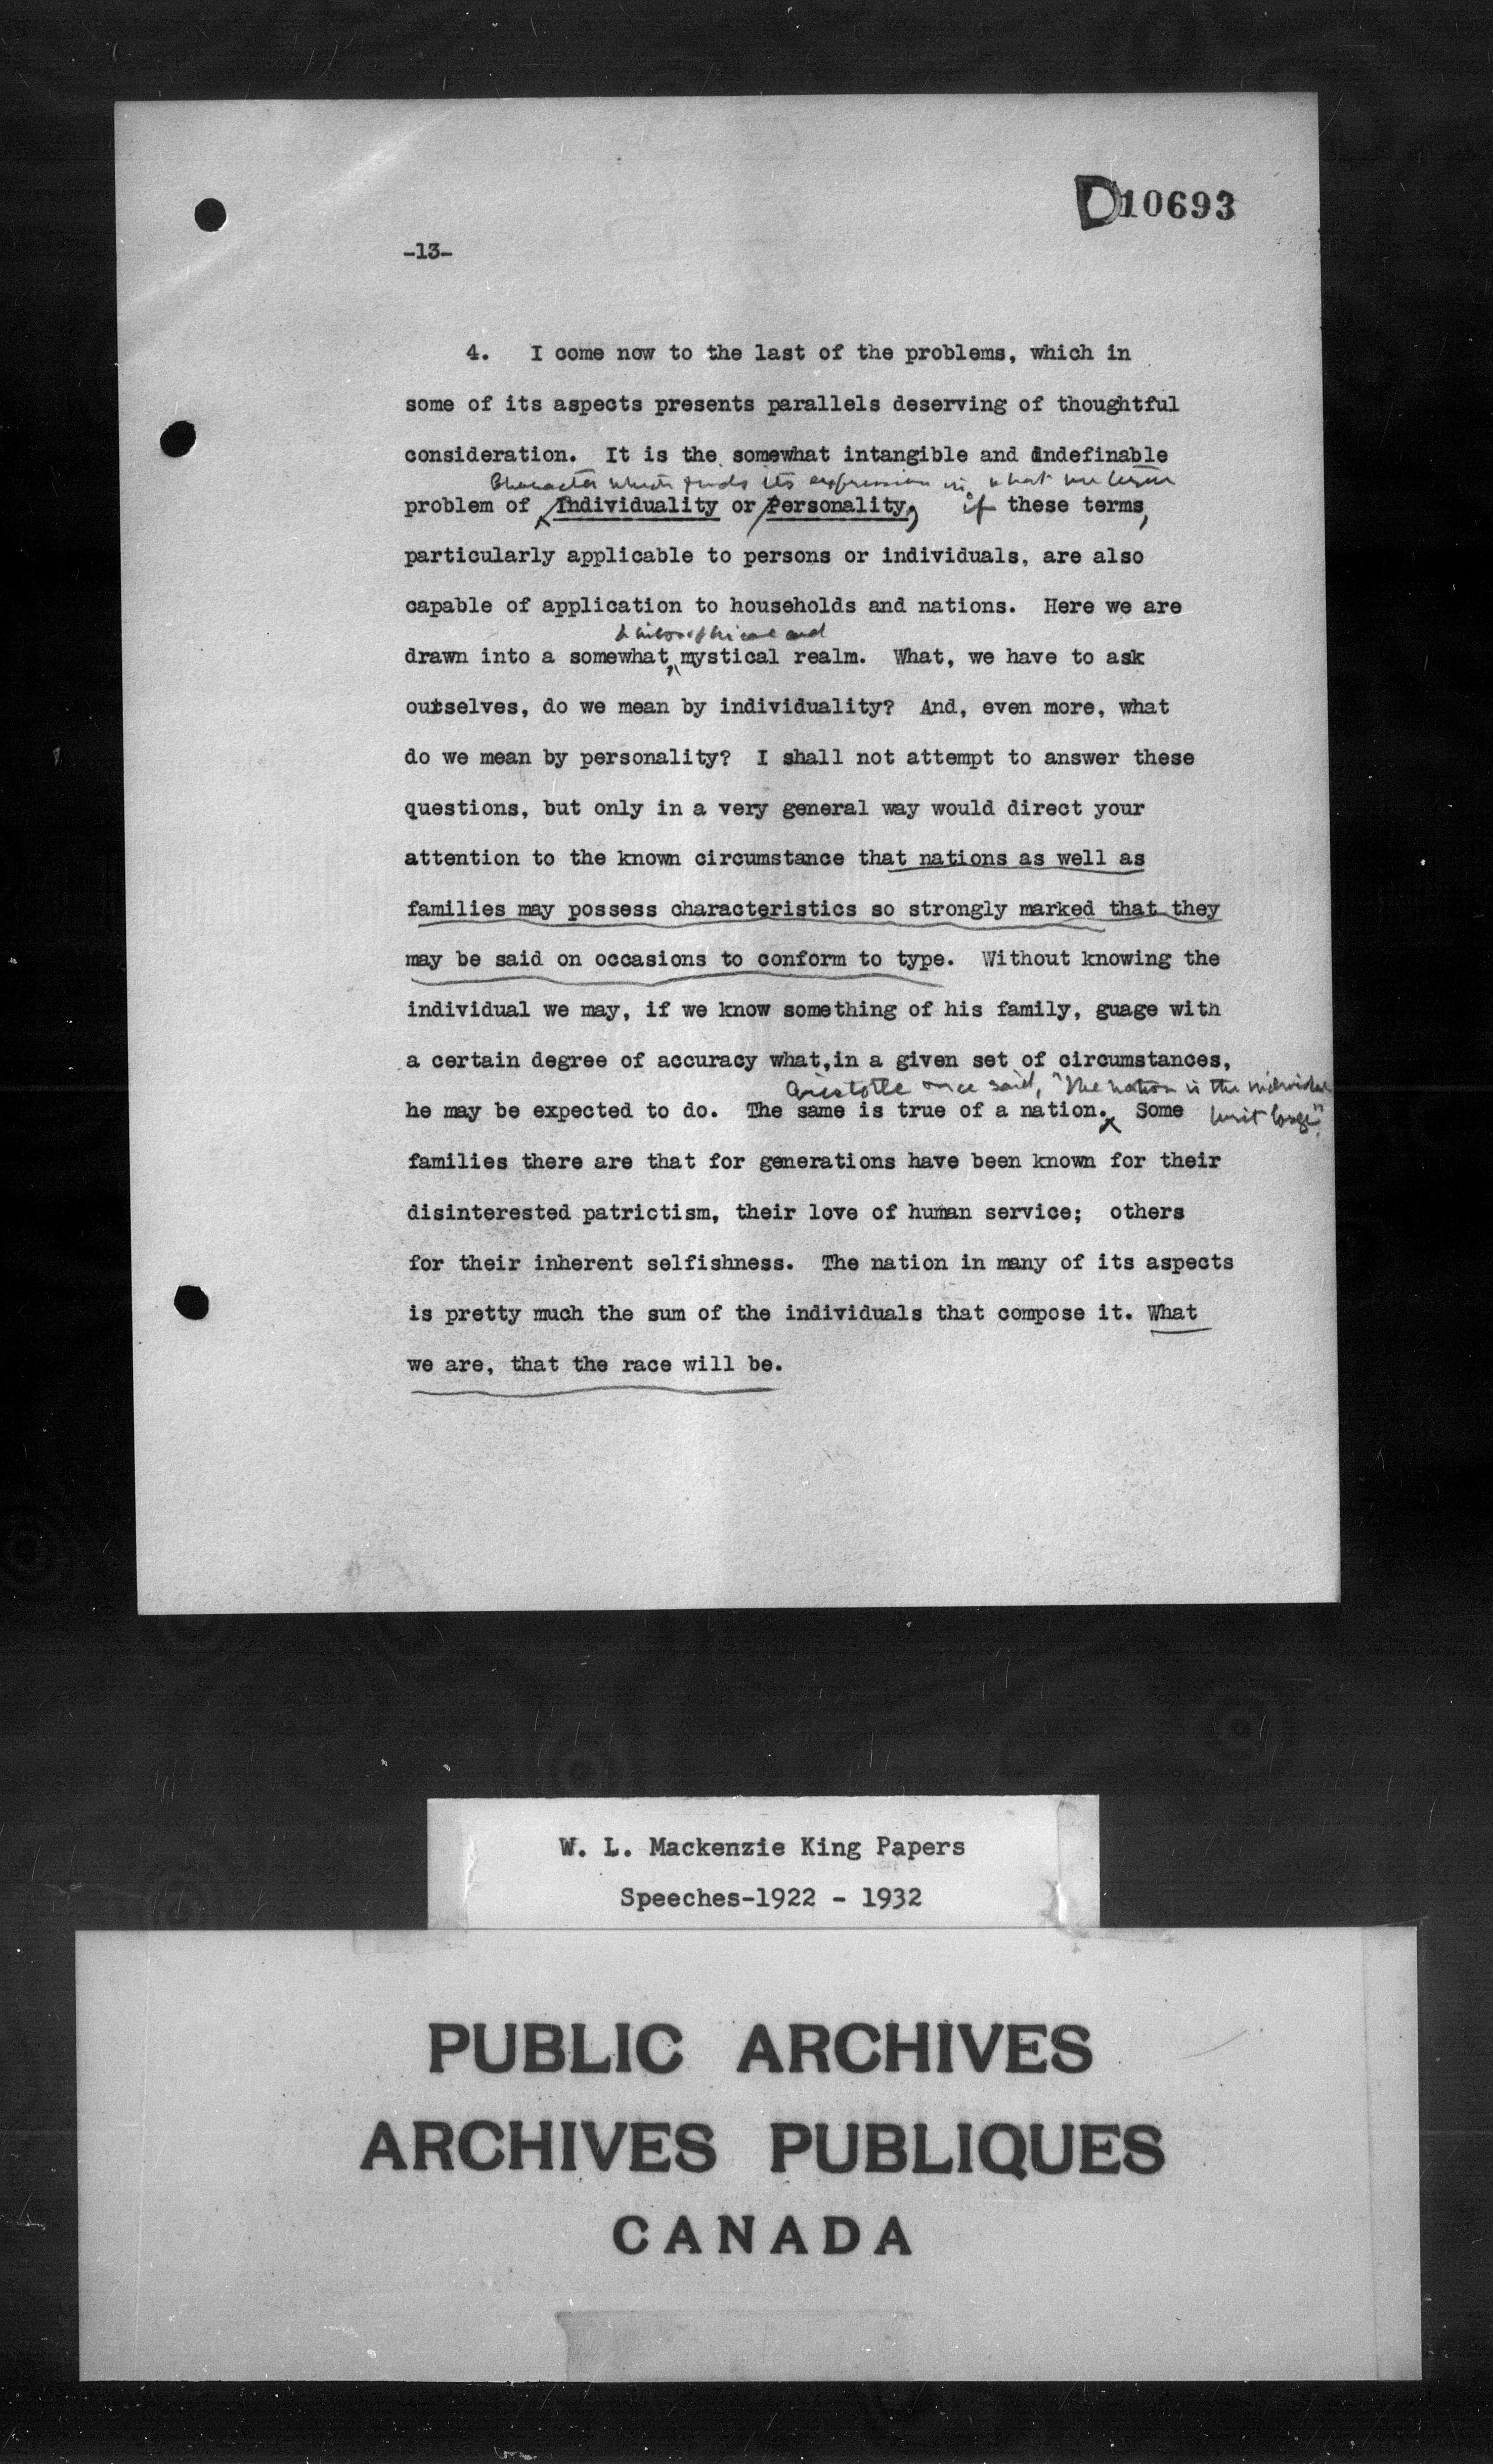 D10693
-13-
4. I come now to the last of the problems, which in
some of its aspects presents parallels deserving of thoughtful
consideration. It is the somewhat intangible and indefinable
Character which finds its expression in what we term
problem of Individuality or Personality, if these terms,
particularly applicable to persons or individuals, are also
capable of application to households and nations. Here we are
philosophical and
drawn into a somewhat mystical realm. What, we have to ask
ourselves, do we mean by individuality? And, even more, what
do we mean by personality? I shall not attempt to answer these
questions, but only in a very general way would direct your
attention to the known circumstance that nations as well as
families may possess characteristics so strongly marked that they
may be said on occasions to conform to type. Without knowing the
individual we may, if we know something of his family, guage with
a certain degree of accuracy what,in a given set of circumstances,
Aristotle once said, "The nation is the individual
he may be expected to do. The same is true of a nation. Some writ large".
families there are that for generations have been known for their
disinterested patriotism, their love of human service; others
for their inherent selfishness. The nation in many of its aspects
is pretty much the sum of the individuals that compose it. What
we are, that the race will be.
W. L. Mackenzie King Papers
Speeches-1922 - 1932
PUBLIC ARCHIVES
ARCHIVES PUBLIQUES
CANADA